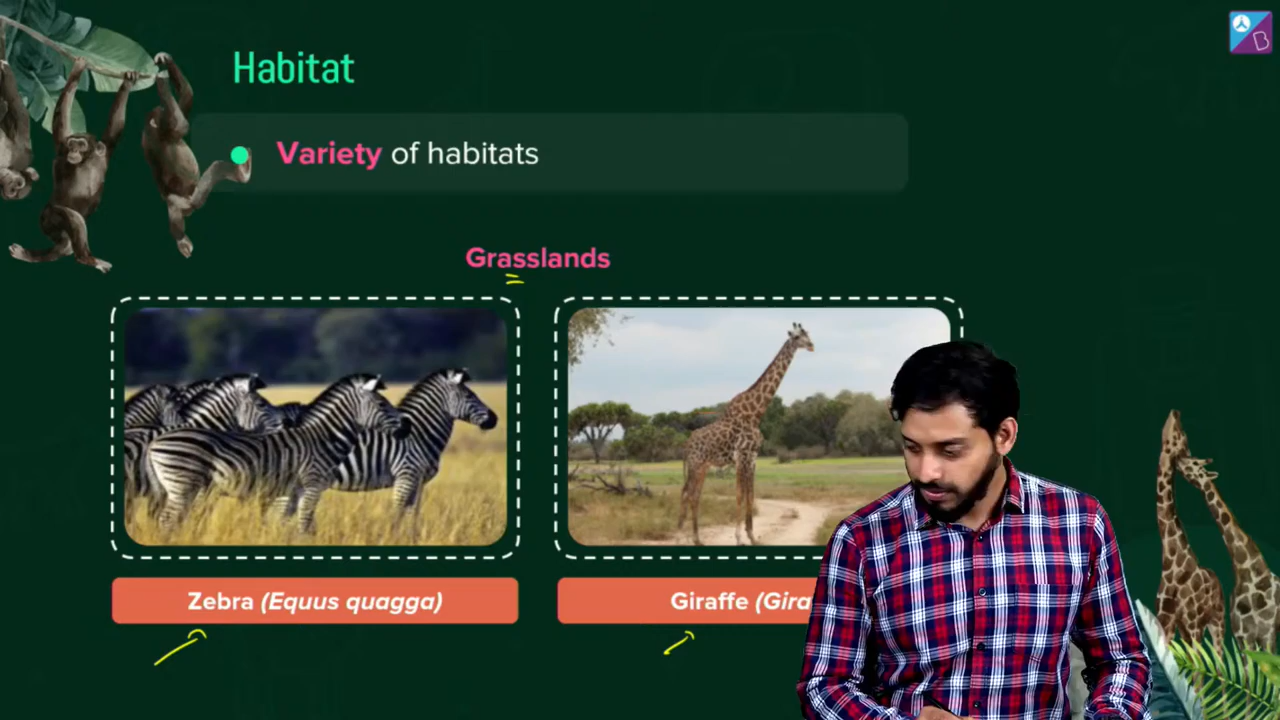 Habitat
Variety of habitats
Grasslands
Zebra (Equus quagga)
Giraffe (Gira
B